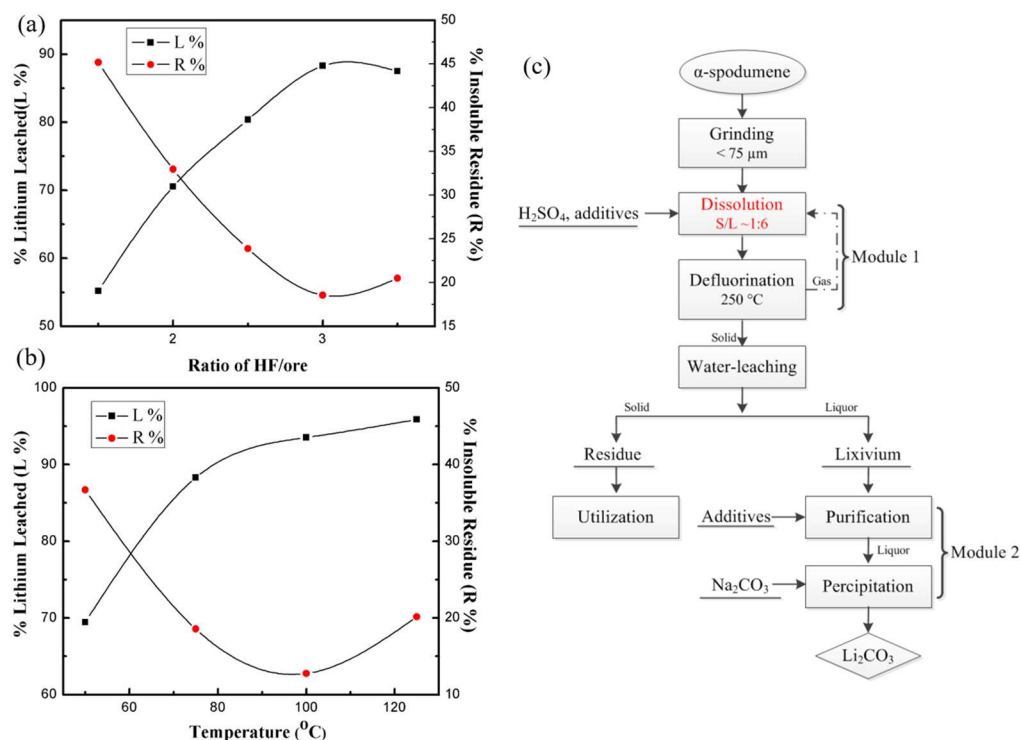 (a)
L %
R %
% Lithium Leached(L %)
90
80
70
60
50
% Insoluble Residue (R %)
50
45
40
35
30
25
20
15
2
3
Ratio of HF/ore
(b)
L %
R %
% Lithium Leached (L %)
100
90
80
70
60
% Insoluble Residue (R %)
50
40
30
20
10
60
80
100
120
Temperature (°C)
(c)
α-spodumene
Grinding
< 75 μm
H₂SO₄, additives
Dissolution
S/L ~1:6
Module 1
Defluorination
250 °C
Gas
Solid
Water-leaching
Solid
Liquor
Residue
Lixivium
Utilization
Additives
Purification
Liquor
Module 2
Na₂CO₃
Percipitation
Li₂CO₃